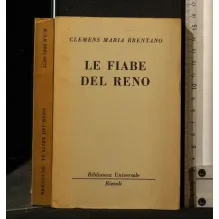 CLEMENS MARIA BRENTANO
LE FIABE
DEL RENO
Biblioteca Universale
Rizzoli